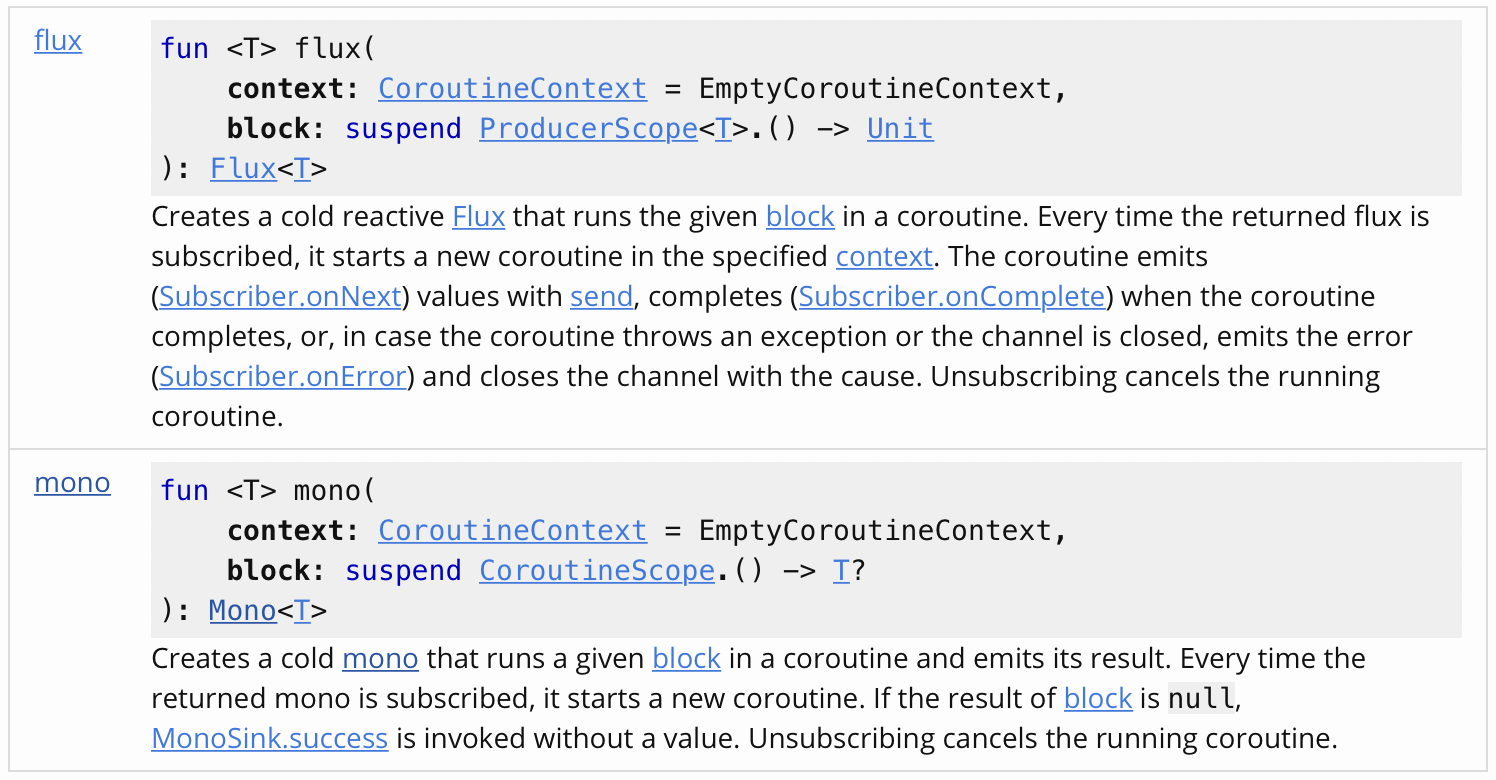 flux
fun <T> flux(
    context: CoroutineContext = EmptyCoroutineContext,
    block: suspend ProducerScope<T>.() -> Unit
): Flux<T>
Creates a cold reactive Flux that runs the given block in a coroutine. Every time the returned flux is
subscribed, it starts a new coroutine in the specified context. The coroutine emits
(Subscriber.onNext) values with send, completes (Subscriber.onComplete) when the coroutine
completes, or, in case the coroutine throws an exception or the channel is closed, emits the error
(Subscriber.onError) and closes the channel with the cause. Unsubscribing cancels the running
coroutine.
mono
fun <T> mono(
    context: CoroutineContext = EmptyCoroutineContext,
    block: suspend CoroutineScope.() -> T?
): Mono<T>
Creates a cold mono that runs a given block in a coroutine and emits its result. Every time the
returned mono is subscribed, it starts a new coroutine. If the result of block is null,
MonoSink.success is invoked without a value. Unsubscribing cancels the running coroutine.